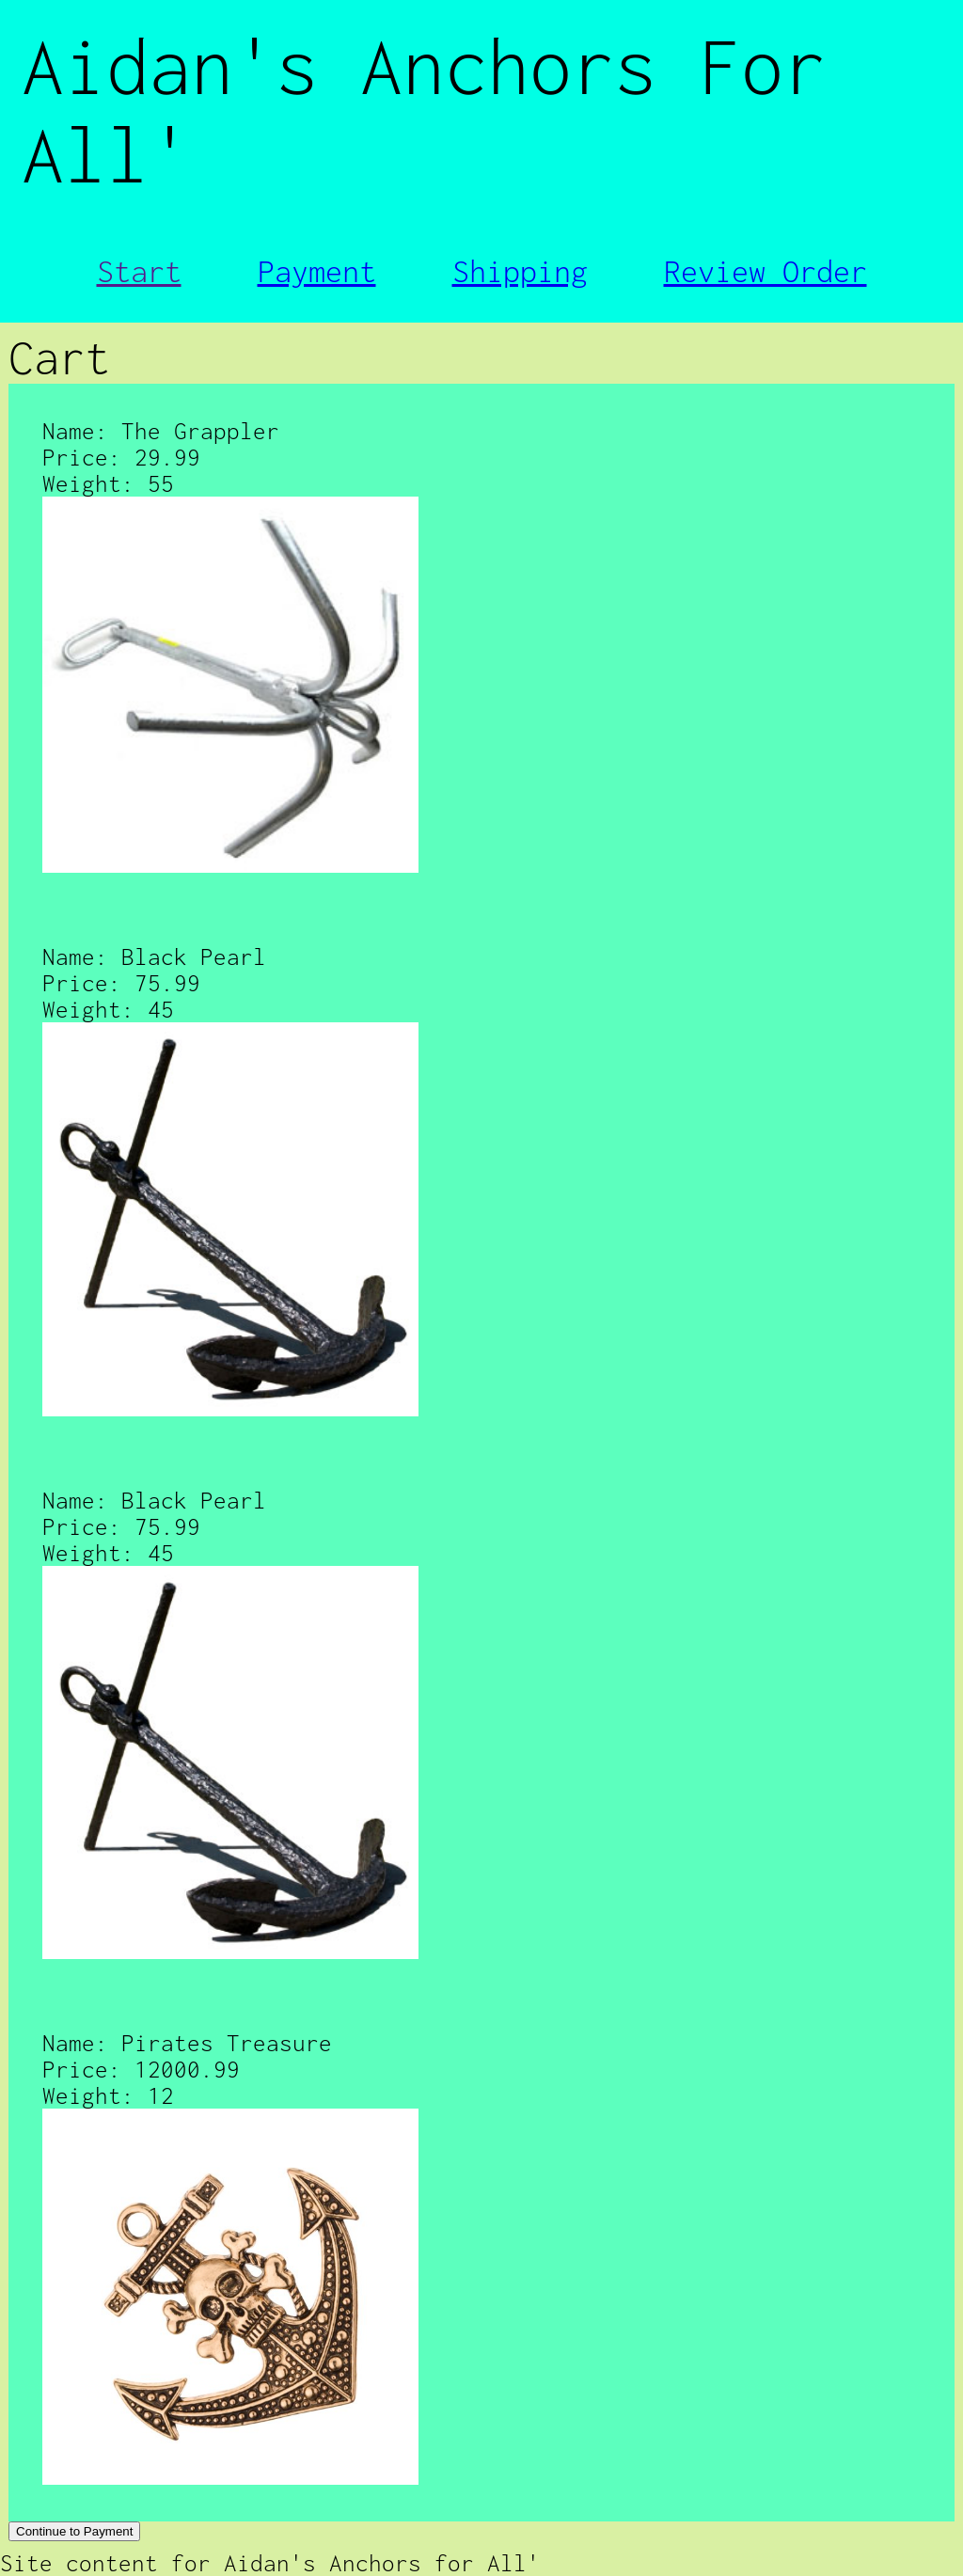 Aidan's Anchors For
All'
Start Payment Shipping Review Order
Cart
Name: The Grappler
Price: 29.99
Weight: 55
Name: Black Pearl
Price: 75.99
Weight: 45
Name: Black Pearl
Price: 75.99
Weight: 45
Name: Pirates Treasure
Price: 12000.99
Weight: 12
Continue to Payment
Site content for Aidan's Anchors for All'